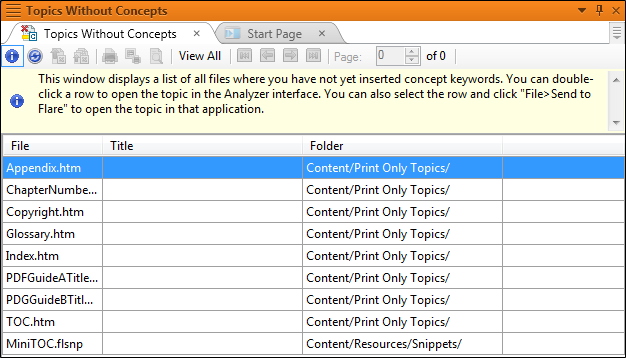 Topics Without Concepts
Topics Without Concepts Start Page
View All Page: 0 of 0
This window displays a list of all files where you have not yet inserted concept keywords. You can double-
click a row to open the topic in the Analyzer interface. You can also select the row and click "File>Send to
Flare" to open the topic in that application.
File Title Folder
Appendix.htm Content/Print Only Topics/
ChapterNumbe... Content/Print Only Topics/
Copyright.htm Content/Print Only Topics/
Glossary.htm Content/Print Only Topics/
Index.htm Content/Print Only Topics/
PDFGuideATitle... Content/Print Only Topics/
PDGGuideBTitl... Content/Print Only Topics/
TOC.htm Content/Print Only Topics/
MiniTOC.flsnp Content/Resources/Snippets/